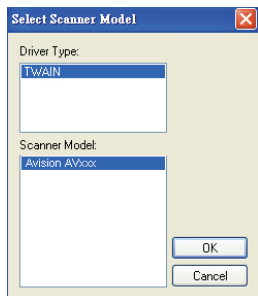 Select Scanner Model
Driver Type:
TWAIN
Scanner Model:
Avision AVxxx
OK
Cancel